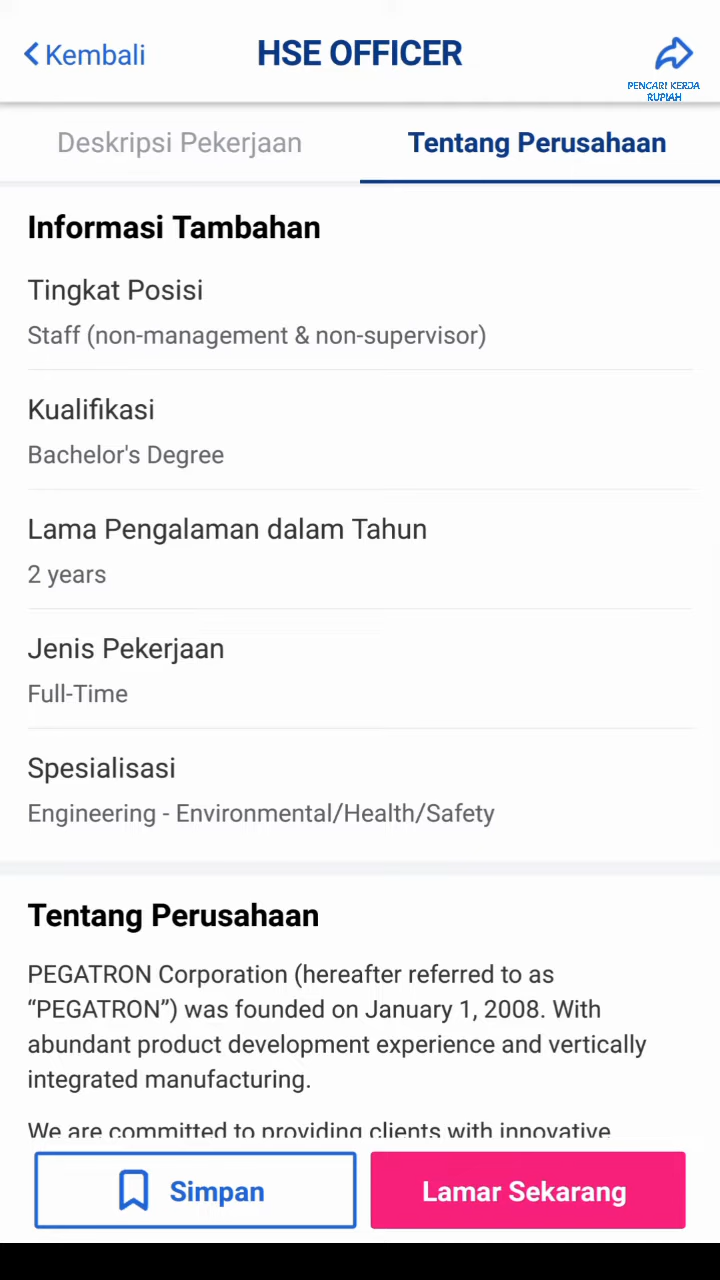 Kembali
HSE OFFICER
PENCARI KERJA
RUPIAH
Deskripsi Pekerjaan
Tentang Perusahaan
Informasi Tambahan
Tingkat Posisi
Staff (non-management & non-supervisor)
Kualifikasi
Bachelor's Degree
Lama Pengalaman dalam Tahun
2 years
Jenis Pekerjaan
Full-Time
Spesialisasi
Engineering - Environmental/Health/Safety
Tentang Perusahaan
PEGATRON Corporation (hereafter referred to as
“PEGATRON”) was founded on January 1, 2008. With
abundant product development experience and vertically
integrated manufacturing.
We are committed to providing clients with innovative
Simpan
Lamar Sekarang